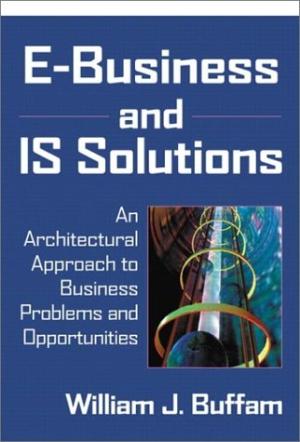 E-Business
and
IS Solutions
An
Architectural
Approach to
Business
Problems and
Opportunities
William J. Buffam